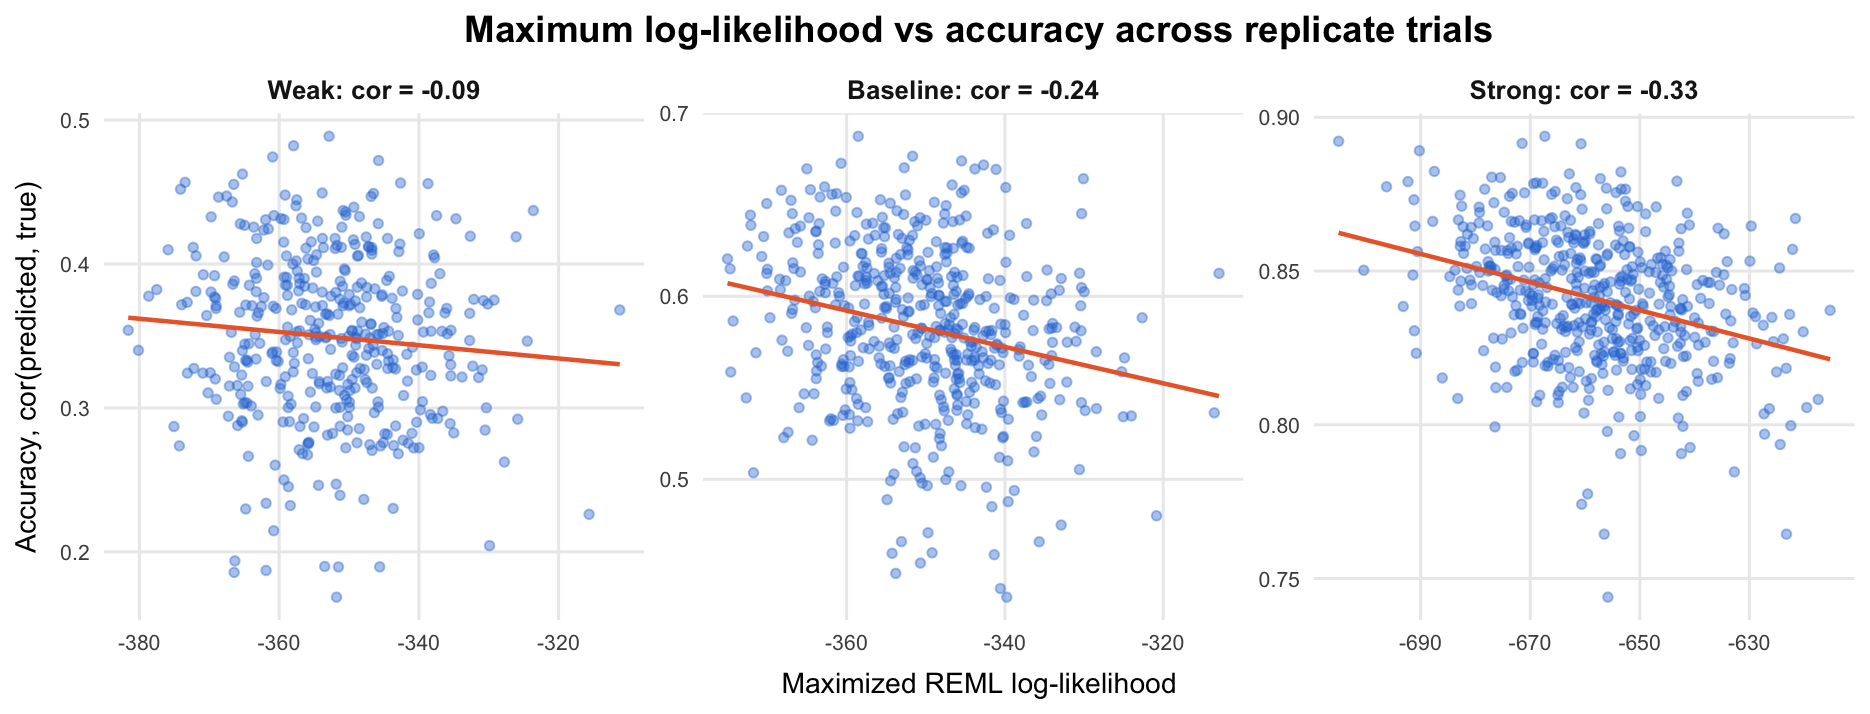 Maximum log-likelihood vs accuracy across replicate trials
Weak: cor = -0.09
Baseline: cor = -0.24
Strong: cor = -0.33
Accuracy, cor(predicted, true)
0.5
0.4
0.3
0.2
0.7
0.6
0.5
0.90
0.85
0.80
0.75
-380 -360 -340 -320
-360 -340 -320
-690 -670 -650 -630
Maximized REML log-likelihood